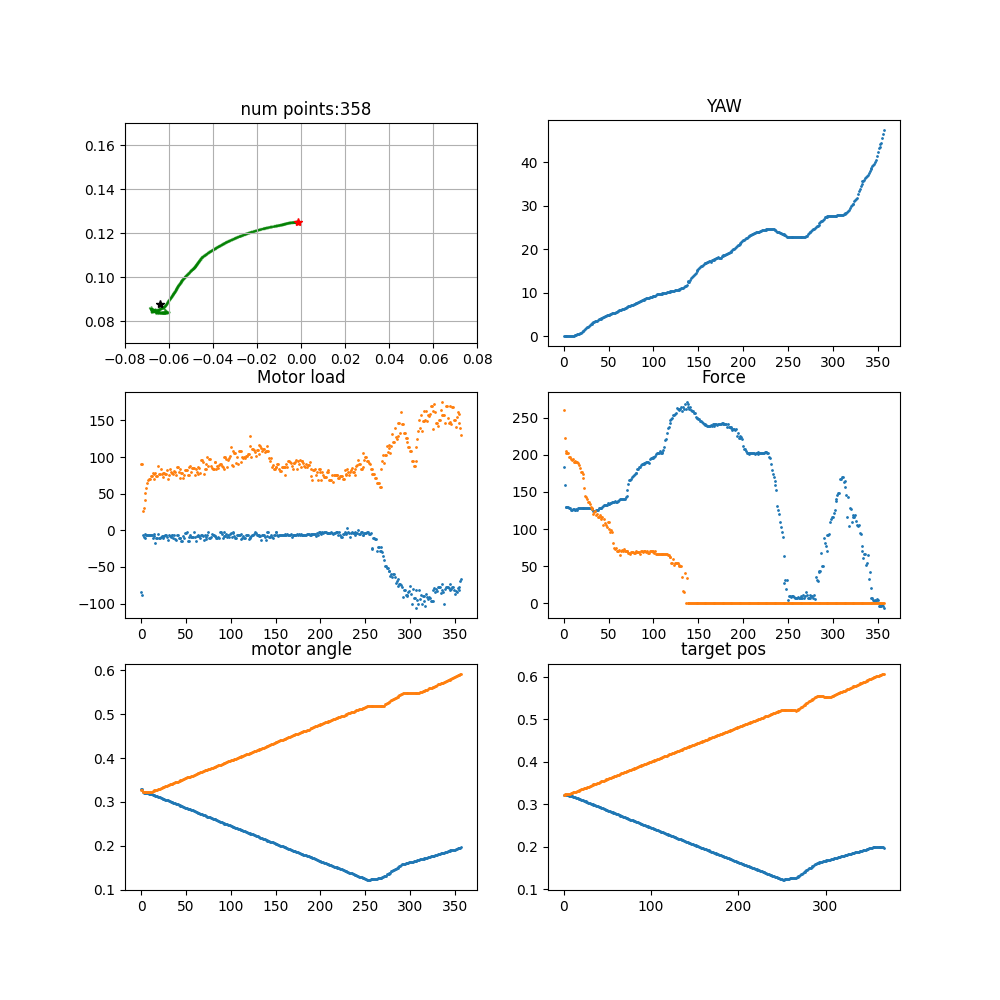 num points:358
YAW
0.16
0.14
0.12
0.10
0.08
−0.08 −0.06 −0.04 −0.02 0.00 0.02 0.04 0.06 0.08
40
30
20
10
0
0 50 100 150 200 250 300 350
Motor load
Force
150
100
50
0
−50
−100
0 50 100 150 200 250 300 350
250
200
150
100
50
0
0 50 100 150 200 250 300 350
motor angle
target pos
0.6
0.5
0.4
0.3
0.2
0.1
0 50 100 150 200 250 300 350
0.6
0.5
0.4
0.3
0.2
0.1
0 100 200 300